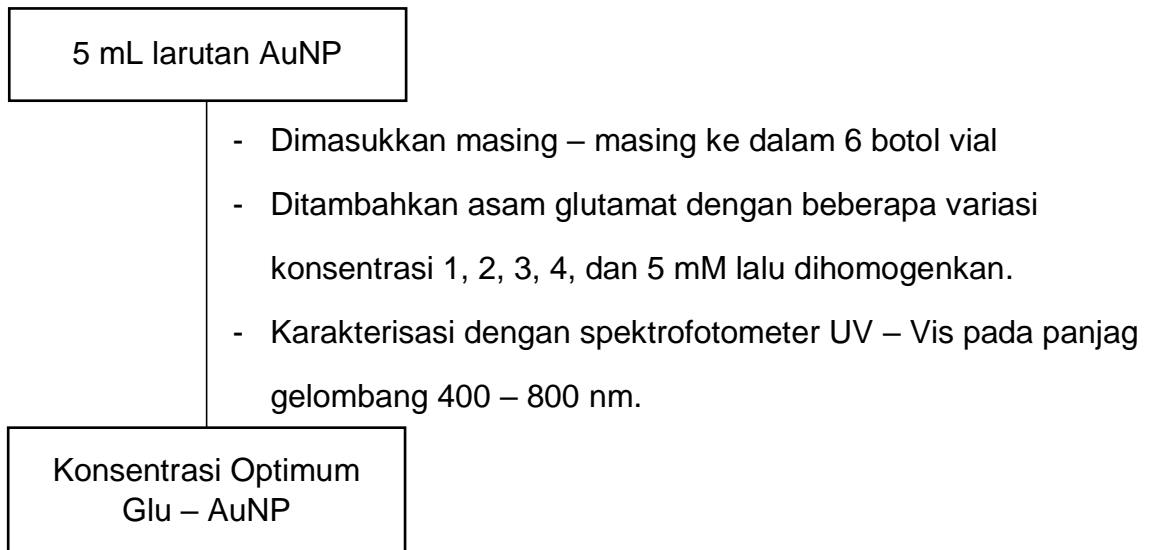 5 mL larutan AuNP
- Dimasukkan masing – masing ke dalam 6 botol vial
- Ditambahkan asam glutamat dengan beberapa variasi
konsentrasi 1, 2, 3, 4, dan 5 mM lalu dihomogenkan.
- Karakterisasi dengan spektrofotometer UV – Vis pada panjag
gelombang 400 – 800 nm.
Konsentrasi Optimum
Glu – AuNP